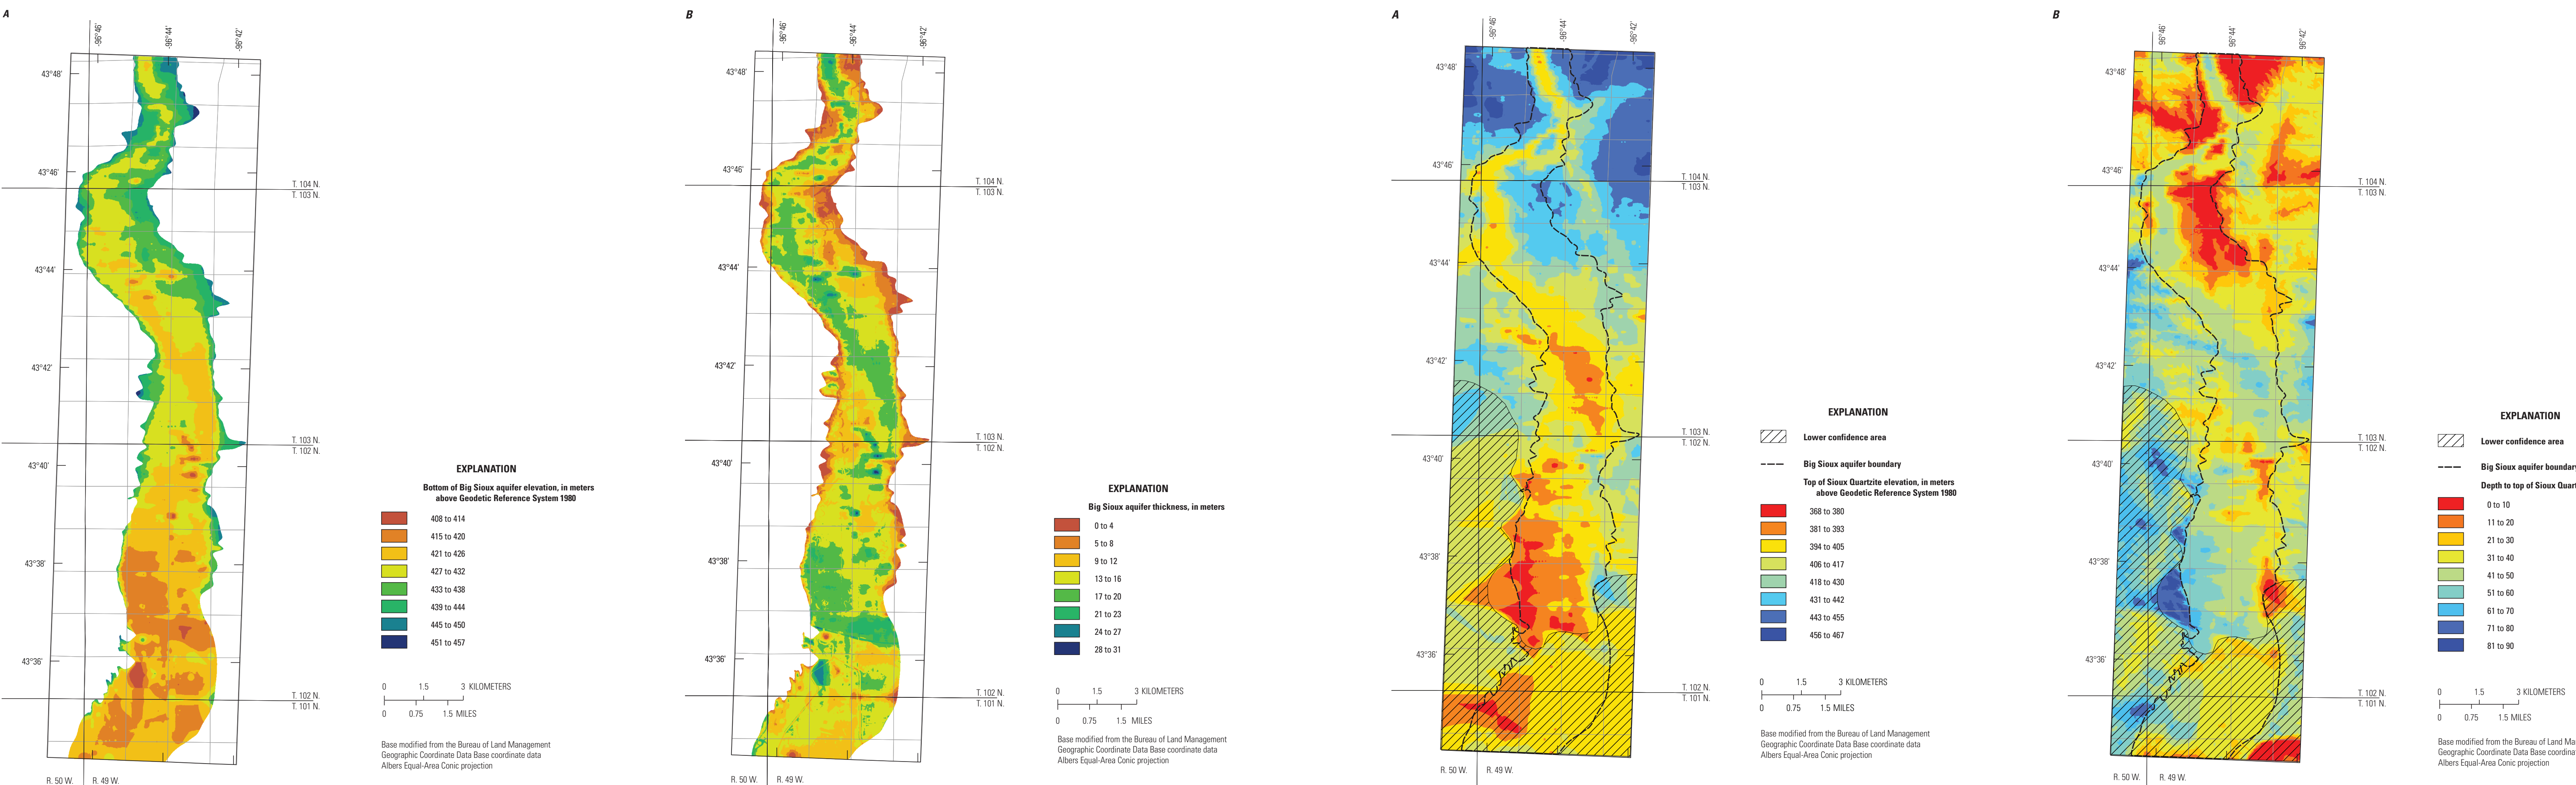 A
-96°46'
-96°44'
-96°42'
43°48'
43°46'
43°44'
43°42'
43°40'
43°38'
43°36'
T. 104 N.
T. 103 N.
T. 103 N.
T. 102 N.
T. 102 N.
T. 101 N.
R. 50 W.
R. 49 W.
EXPLANATION
Bottom of Big Sioux aquifer elevation, in meters
above Geodetic Reference System 1980
408 to 414
415 to 420
421 to 426
427 to 432
433 to 438
439 to 444
445 to 450
451 to 457
0 1.5 3 KILOMETERS
0 0.75 1.5 MILES
Base modified from the Bureau of Land Management
Geographic Coordinate Data Base coordinate data
Albers Equal-Area Conic projection
B
-96°46'
-96°44'
-96°42'
43°48'
43°46'
43°44'
43°42'
43°40'
43°38'
43°36'
T. 104 N.
T. 103 N.
T. 103 N.
T. 102 N.
T. 102 N.
T. 101 N.
R. 50 W.
R. 49 W.
EXPLANATION
Big Sioux aquifer thickness, in meters
0 to 4
5 to 8
9 to 12
13 to 16
17 to 20
21 to 23
24 to 27
28 to 31
0 1.5 3 KILOMETERS
0 0.75 1.5 MILES
Base modified from the Bureau of Land Management
Geographic Coordinate Data Base coordinate data
Albers Equal-Area Conic projection
A
-96°46'
-96°44'
-96°42'
43°48'
43°46'
43°44'
43°42'
43°40'
43°38'
43°36'
T. 104 N.
T. 103 N.
T. 103 N.
T. 102 N.
T. 102 N.
T. 101 N.
R. 50 W.
R. 49 W.
EXPLANATION
Lower confidence area
Big Sioux aquifer boundary
Top of Sioux Quartzite elevation, in meters
above Geodetic Reference System 1980
368 to 380
381 to 393
394 to 405
406 to 417
418 to 430
431 to 442
443 to 455
456 to 467
0 1.5 3 KILOMETERS
0 0.75 1.5 MILES
Base modified from the Bureau of Land Management
Geographic Coordinate Data Base coordinate data
Albers Equal-Area Conic projection
B
96°46'
96°44'
96°42'
43°48'
43°46'
43°44'
43°42'
43°40'
43°38'
43°36'
T. 104 N.
T. 103 N.
T. 103 N.
T. 102 N.
T. 102 N.
T. 101 N.
R. 50 W.
R. 49 W.
EXPLANATION
Lower confidence area
Big Sioux aquifer boundary
Depth to top of Sioux
0 to 10
11 to 20
21 to 30
31 to 40
41 to 50
51 to 60
61 to 70
71 to 80
81 to 90
0 1.5 3 KILOMETERS
0 0.75 1.5 MILES
Base modified from the Bureau of Land
Geographic Coordinate Data Base
Albers Equal-Area Conic projection